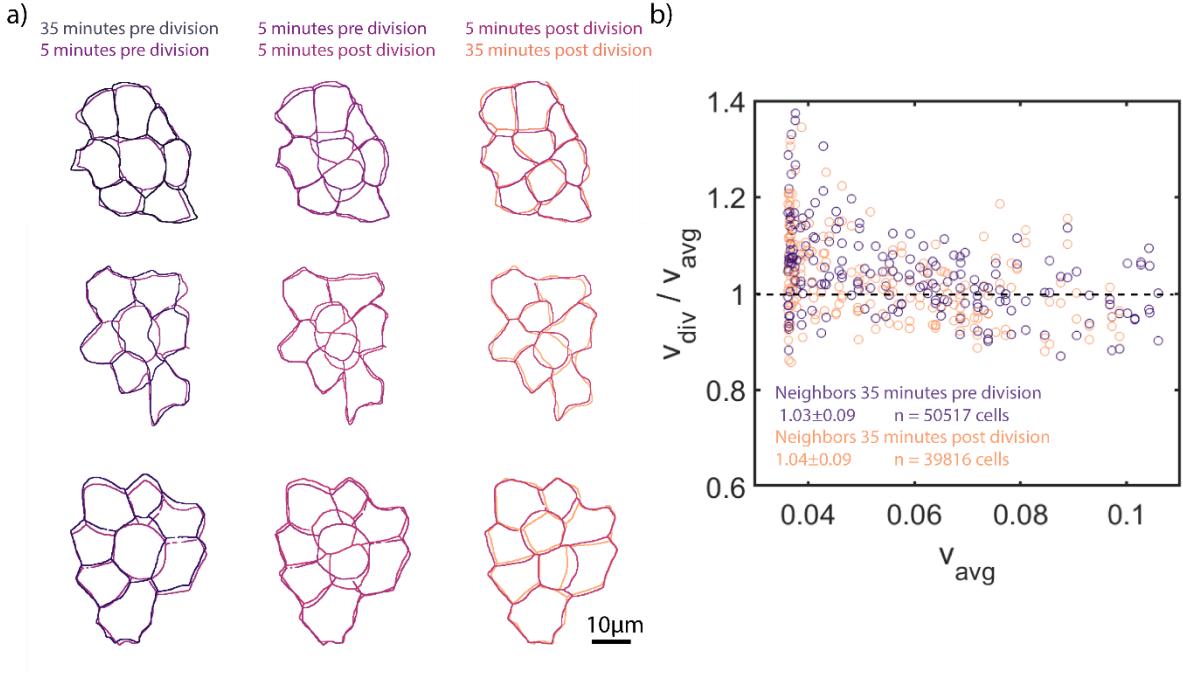 a)
35 minutes pre division
5 minutes pre division
5 minutes pre division
5 minutes post division
5 minutes post division
35 minutes post division
10μm
b)
v_div / v_avg
1.4
1.2
1
0.8
0.6
Neighbors 35 minutes pre division
1.03±0.09 n = 50517 cells
Neighbors 35 minutes post division
1.04±0.09 n = 39816 cells
0.04 0.06 0.08 0.1
v_avg